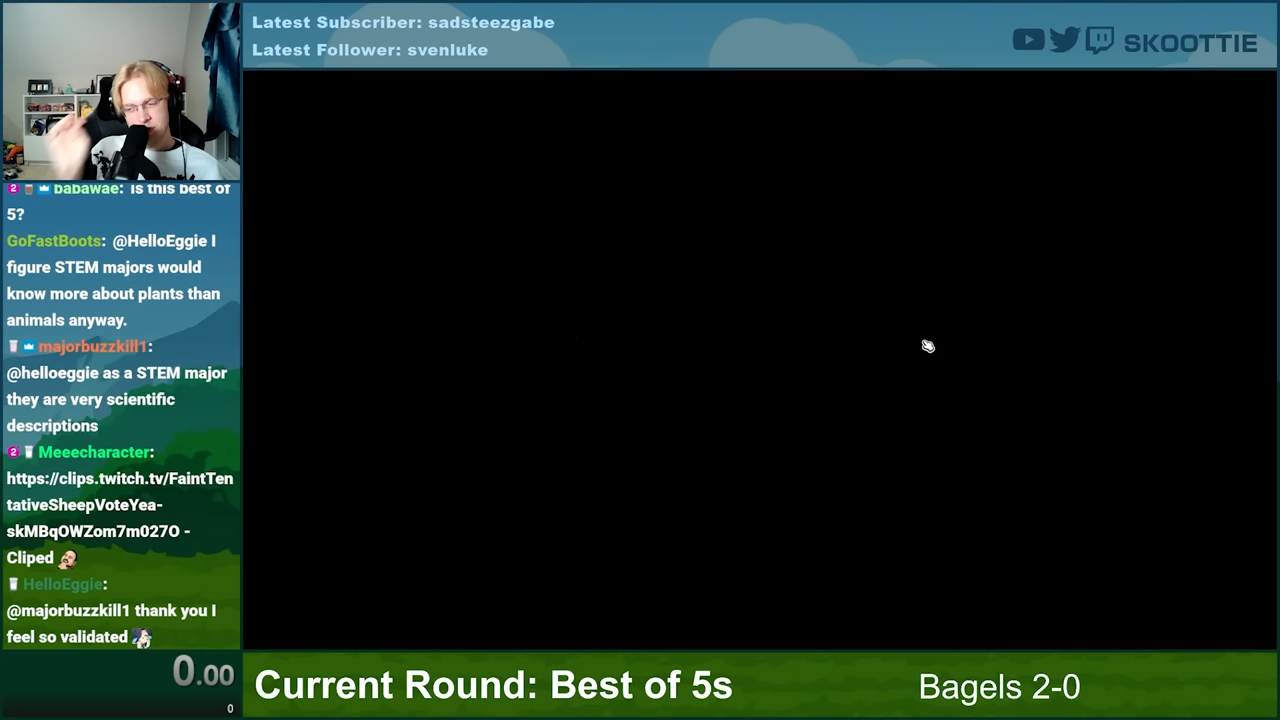 Latest Subscriber: sadsteezgabe
Latest Follower: svenluke
SKOOTTIE
2 babawae: Is this best of
5?
GoFastBoots: @HelloEggie I
figure STEM majors would
know more about plants than
animals anyway.
majorbuzzkill1:
@helloeggie as a STEM major
they are very scientific
descriptions
2 Meeecharacter:
https://clips.twitch.tv/FaintTen
tativeSheepVoteYea-
skMBqOWZom7m027O -
Cliped
HelloEggie:
@majorbuzzkill1 thank you I
feel so validated
0.00
0
Current Round: Best of 5s
Bagels 2-0